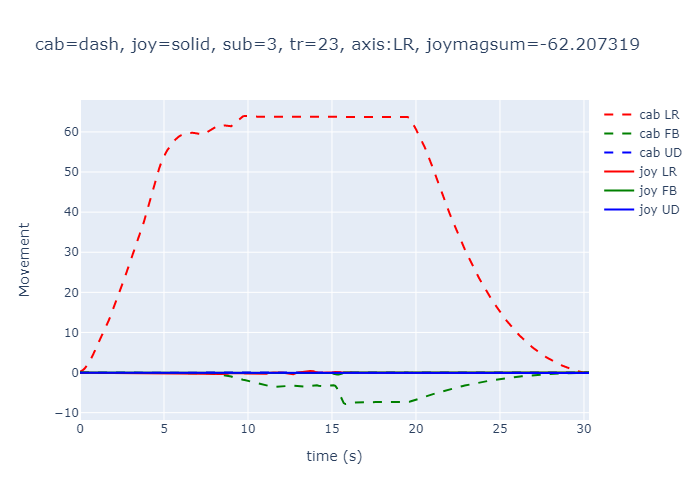 cab=dash, joy=solid, sub=3, tr=23, axis:LR, joymagsum=-62.207319
cab LR
cab FB
cab UD
joy LR
joy FB
joy UD
Movement
60
50
40
30
20
10
0
−10
0 5 10 15 20 25 30
time (s)